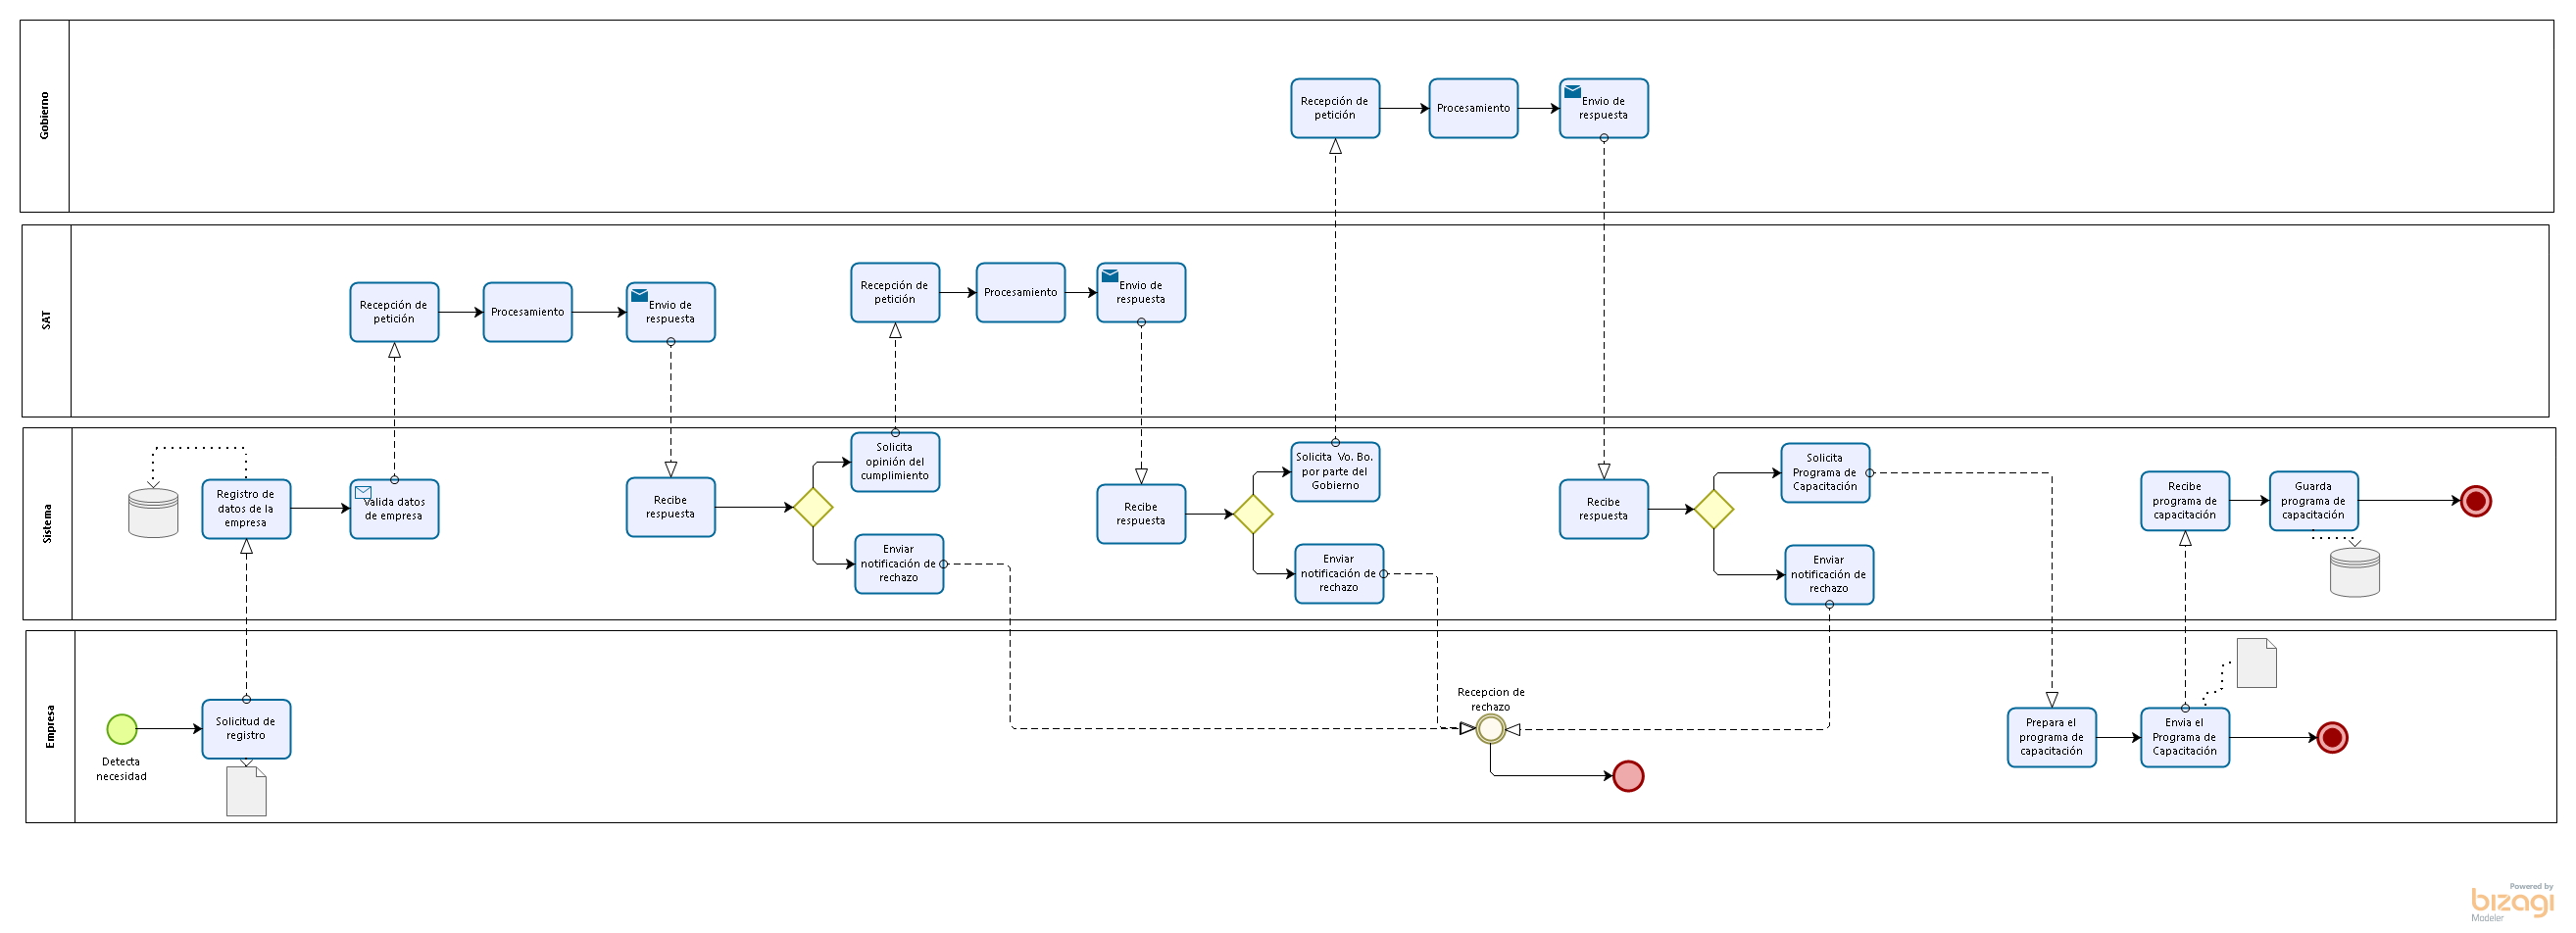 Gobierno
Recepción de
petición
Procesamiento
Envio de
respuesta
SAT
Recepción de
petición
Procesamiento
Envio de
respuesta
Recepción de
petición
Procesamiento
Envio de
respuesta
Sistema
Registro de
datos de la
empresa
Valida datos
de empresa
Recibe
respuesta
Solicita
opinión del
cumplimiento
Enviar
notificación de
rechazo
Recibe
respuesta
Solicita Vo. Bo.
por parte del
Gobierno
Enviar
notificación de
rechazo
Recibe
respuesta
Solicita
Programa de
Capacitación
Enviar
notificación de
rechazo
Recibe
programa de
capacitación
Guarda
programa de
capacitación
Empresa
Detecta
necesidad
Solicitud de
registro
Recepcion de
rechazo
Prepara el
programa de
capacitación
Envia el
Programa de
Capacitación
Powered by
bizagi
Modeler